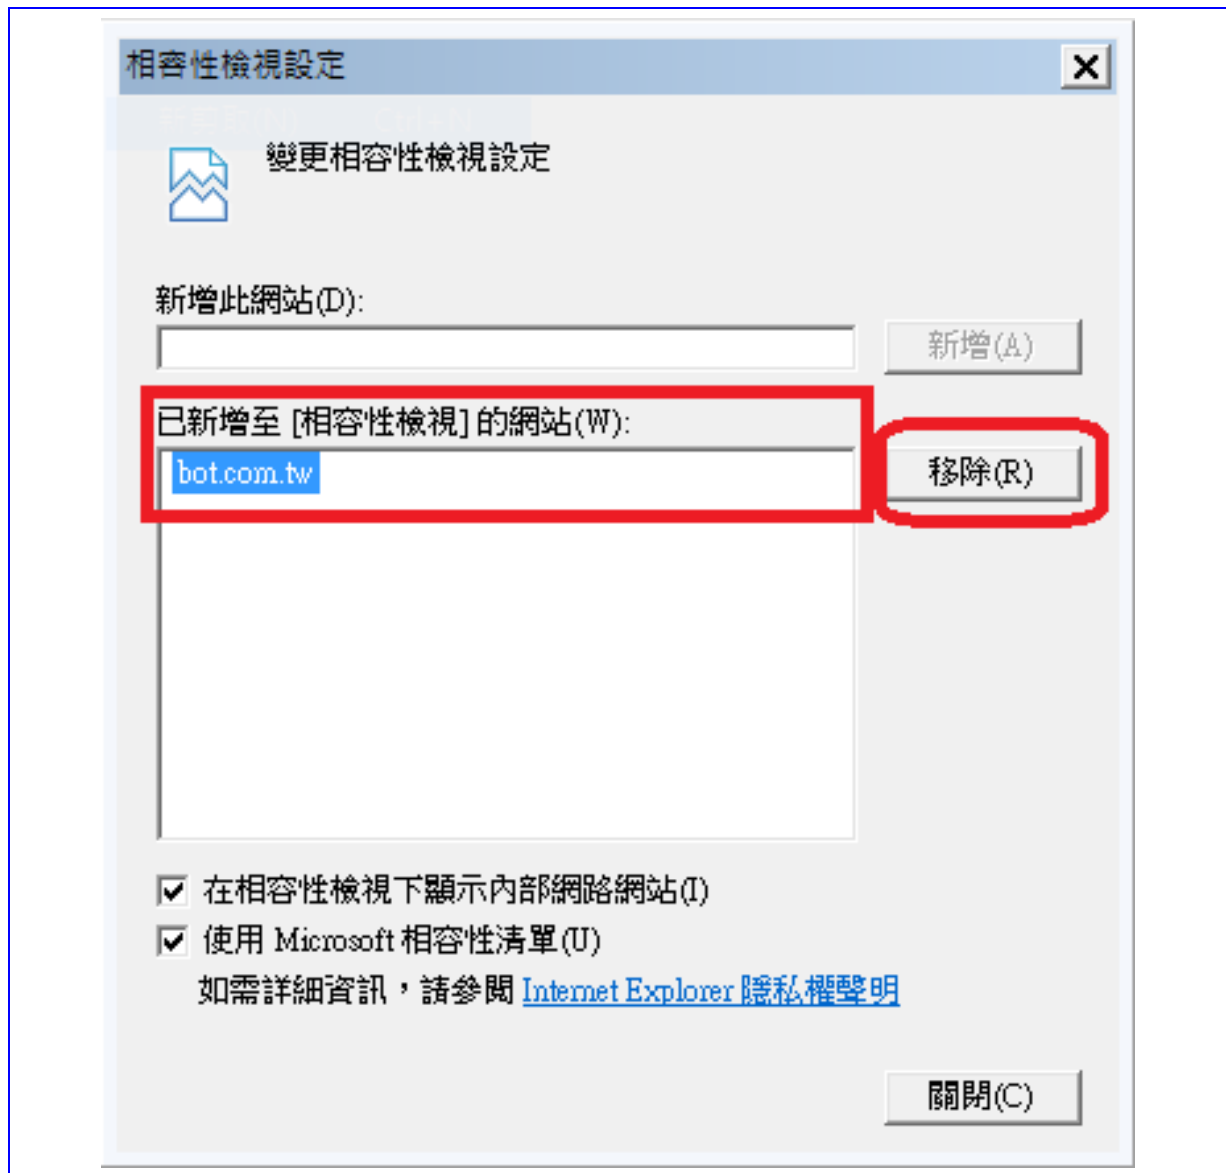 相容性檢視設定
變更相容性檢視設定
新增此網站(D):
新增(A)
已新增至 [相容性檢視] 的網站(W):
bot.com.tw
移除(R)
在相容性檢視下顯示內部網路網站(I)
使用 Microsoft 相容性清單(U)
如需詳細資訊，請參閱 Internet Explorer 隱私權聲明
關閉(C)